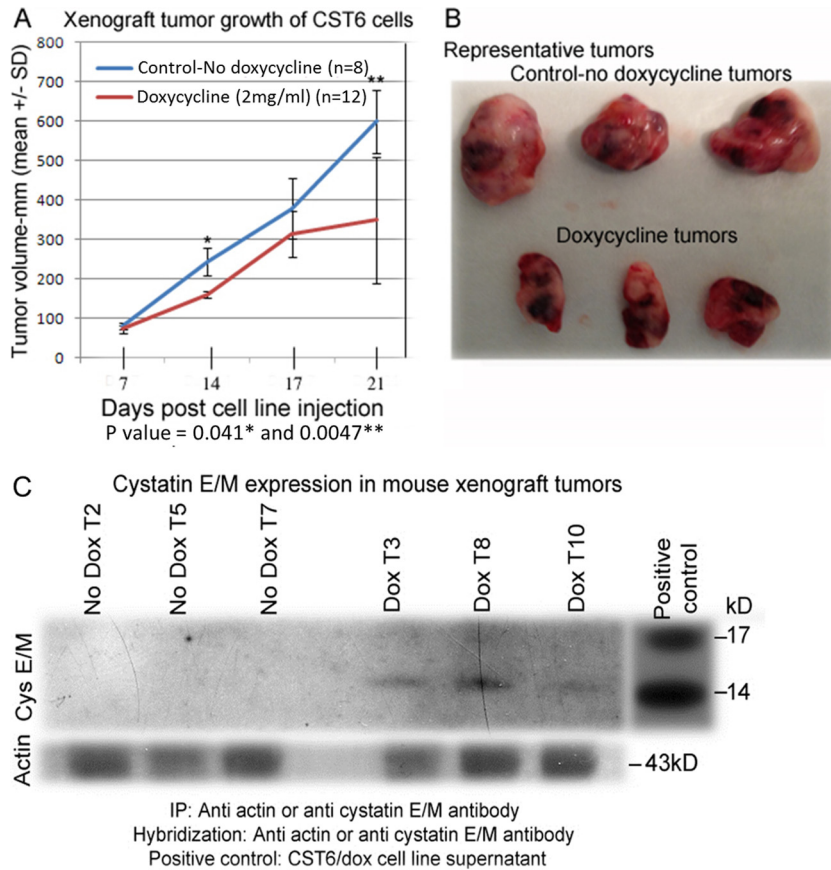 A
Xenograft tumor growth of CST6 cells
Tumor volume-mm (mean +/- SD)
800
700
600
500
400
300
200
100
0
Control-No doxycycline (n=8)
Doxycycline (2mg/ml) (n=12)
*
**
7 14 17 21
Days post cell line injection
P value = 0.041* and 0.0047**
B
Representative tumors
Control-no doxycycline tumors
Doxycycline tumors
C
Cystatin E/M expression in mouse xenograft tumors
No Dox T2
No Dox T5
No Dox T7
Dox T3
Dox T8
Dox T10
Positive
control
kD
Cys E/M
–17
–14
Actin
–43kD
IP: Anti actin or anti cystatin E/M antibody
Hybridization: Anti actin or anti cystatin E/M antibody
Positive control: CST6/dox cell line supernatant